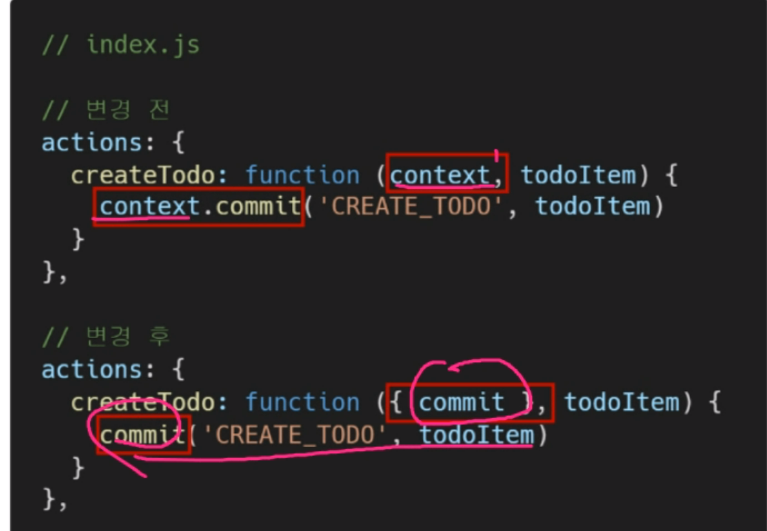 // index.js
// 변경 전
actions: {
createTodo: function (context, todoItem) {
context.commit('CREATE_TODO', todoItem)
}
},
// 변경 후
actions: {
createTodo: function ({ commit }, todoItem) {
commit('CREATE_TODO', todoItem)
}
},